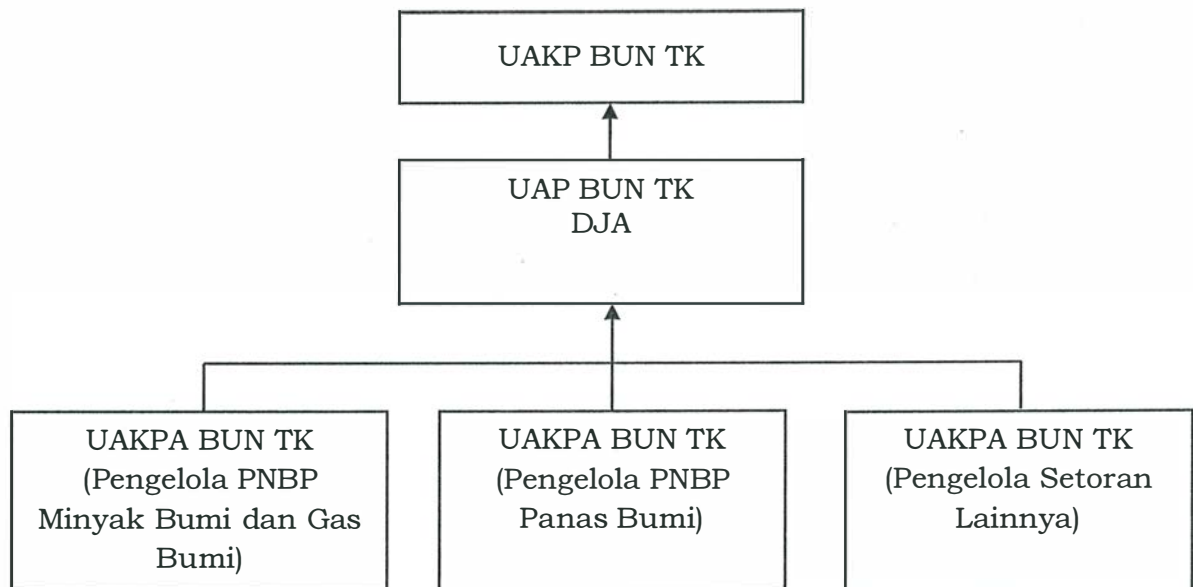 UAKP BUN TK
UAP BUN TK
DJA
UAKPA BUN TK
(Pengelola PNBP
Minyak Bumi dan Gas
Bumi)
UAKPA BUN TK
(Pengelola PNBP
Panas Bumi)
UAKPA BUN TK
(Pengelola Setoran
Lainnya)